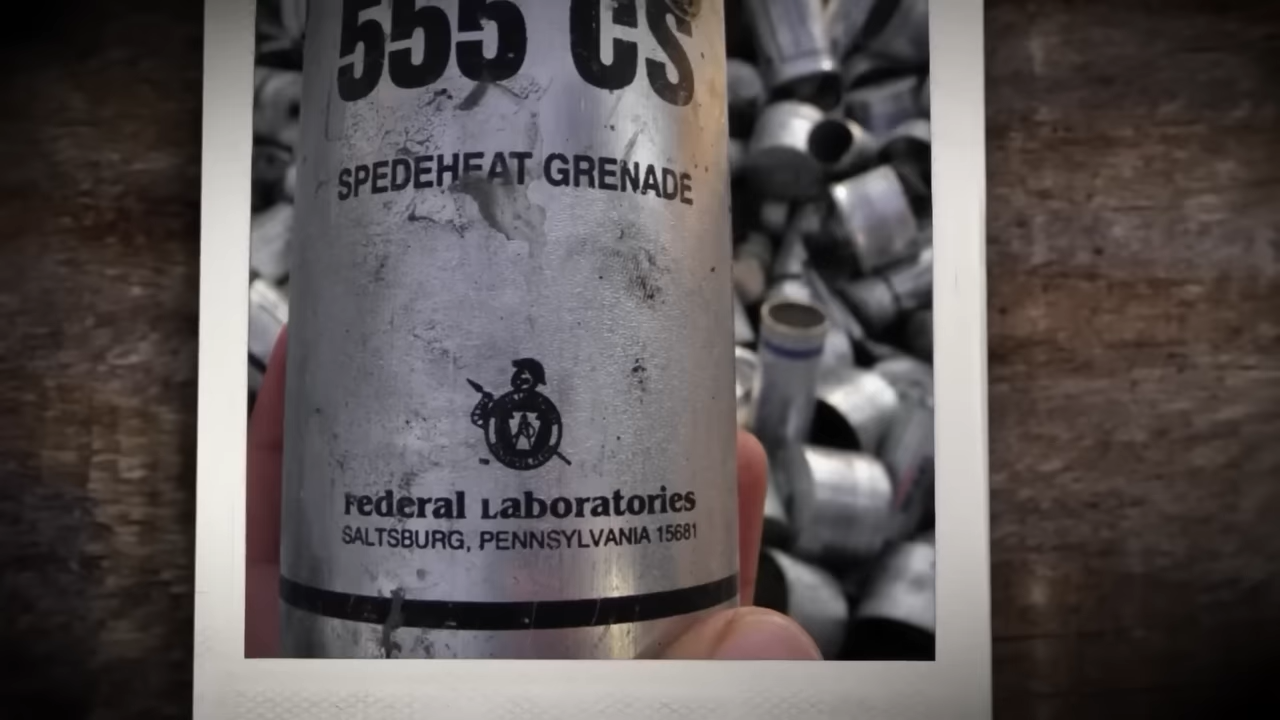 555 CS
SPEDEHEAT GRENADE
Federal Laboratories
SALTSBURG, PENNSYLVANIA 15681